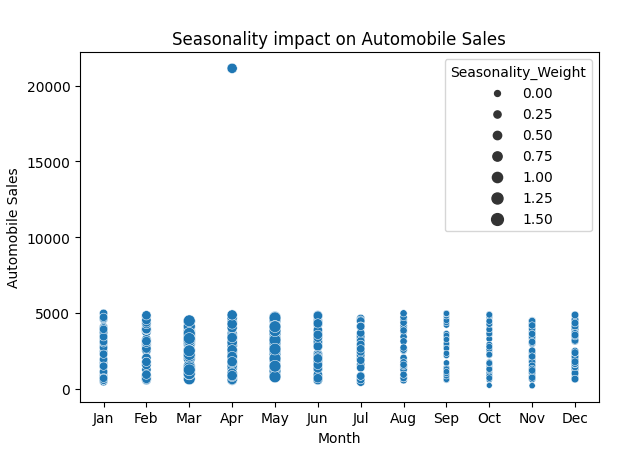 Seasonality impact on Automobile Sales
Automobile Sales
20000
15000
10000
5000
0
Seasonality_Weight
0.00
0.25
0.50
0.75
1.00
1.25
1.50
Jan Feb Mar Apr May Jun Jul Aug Sep Oct Nov Dec
Month